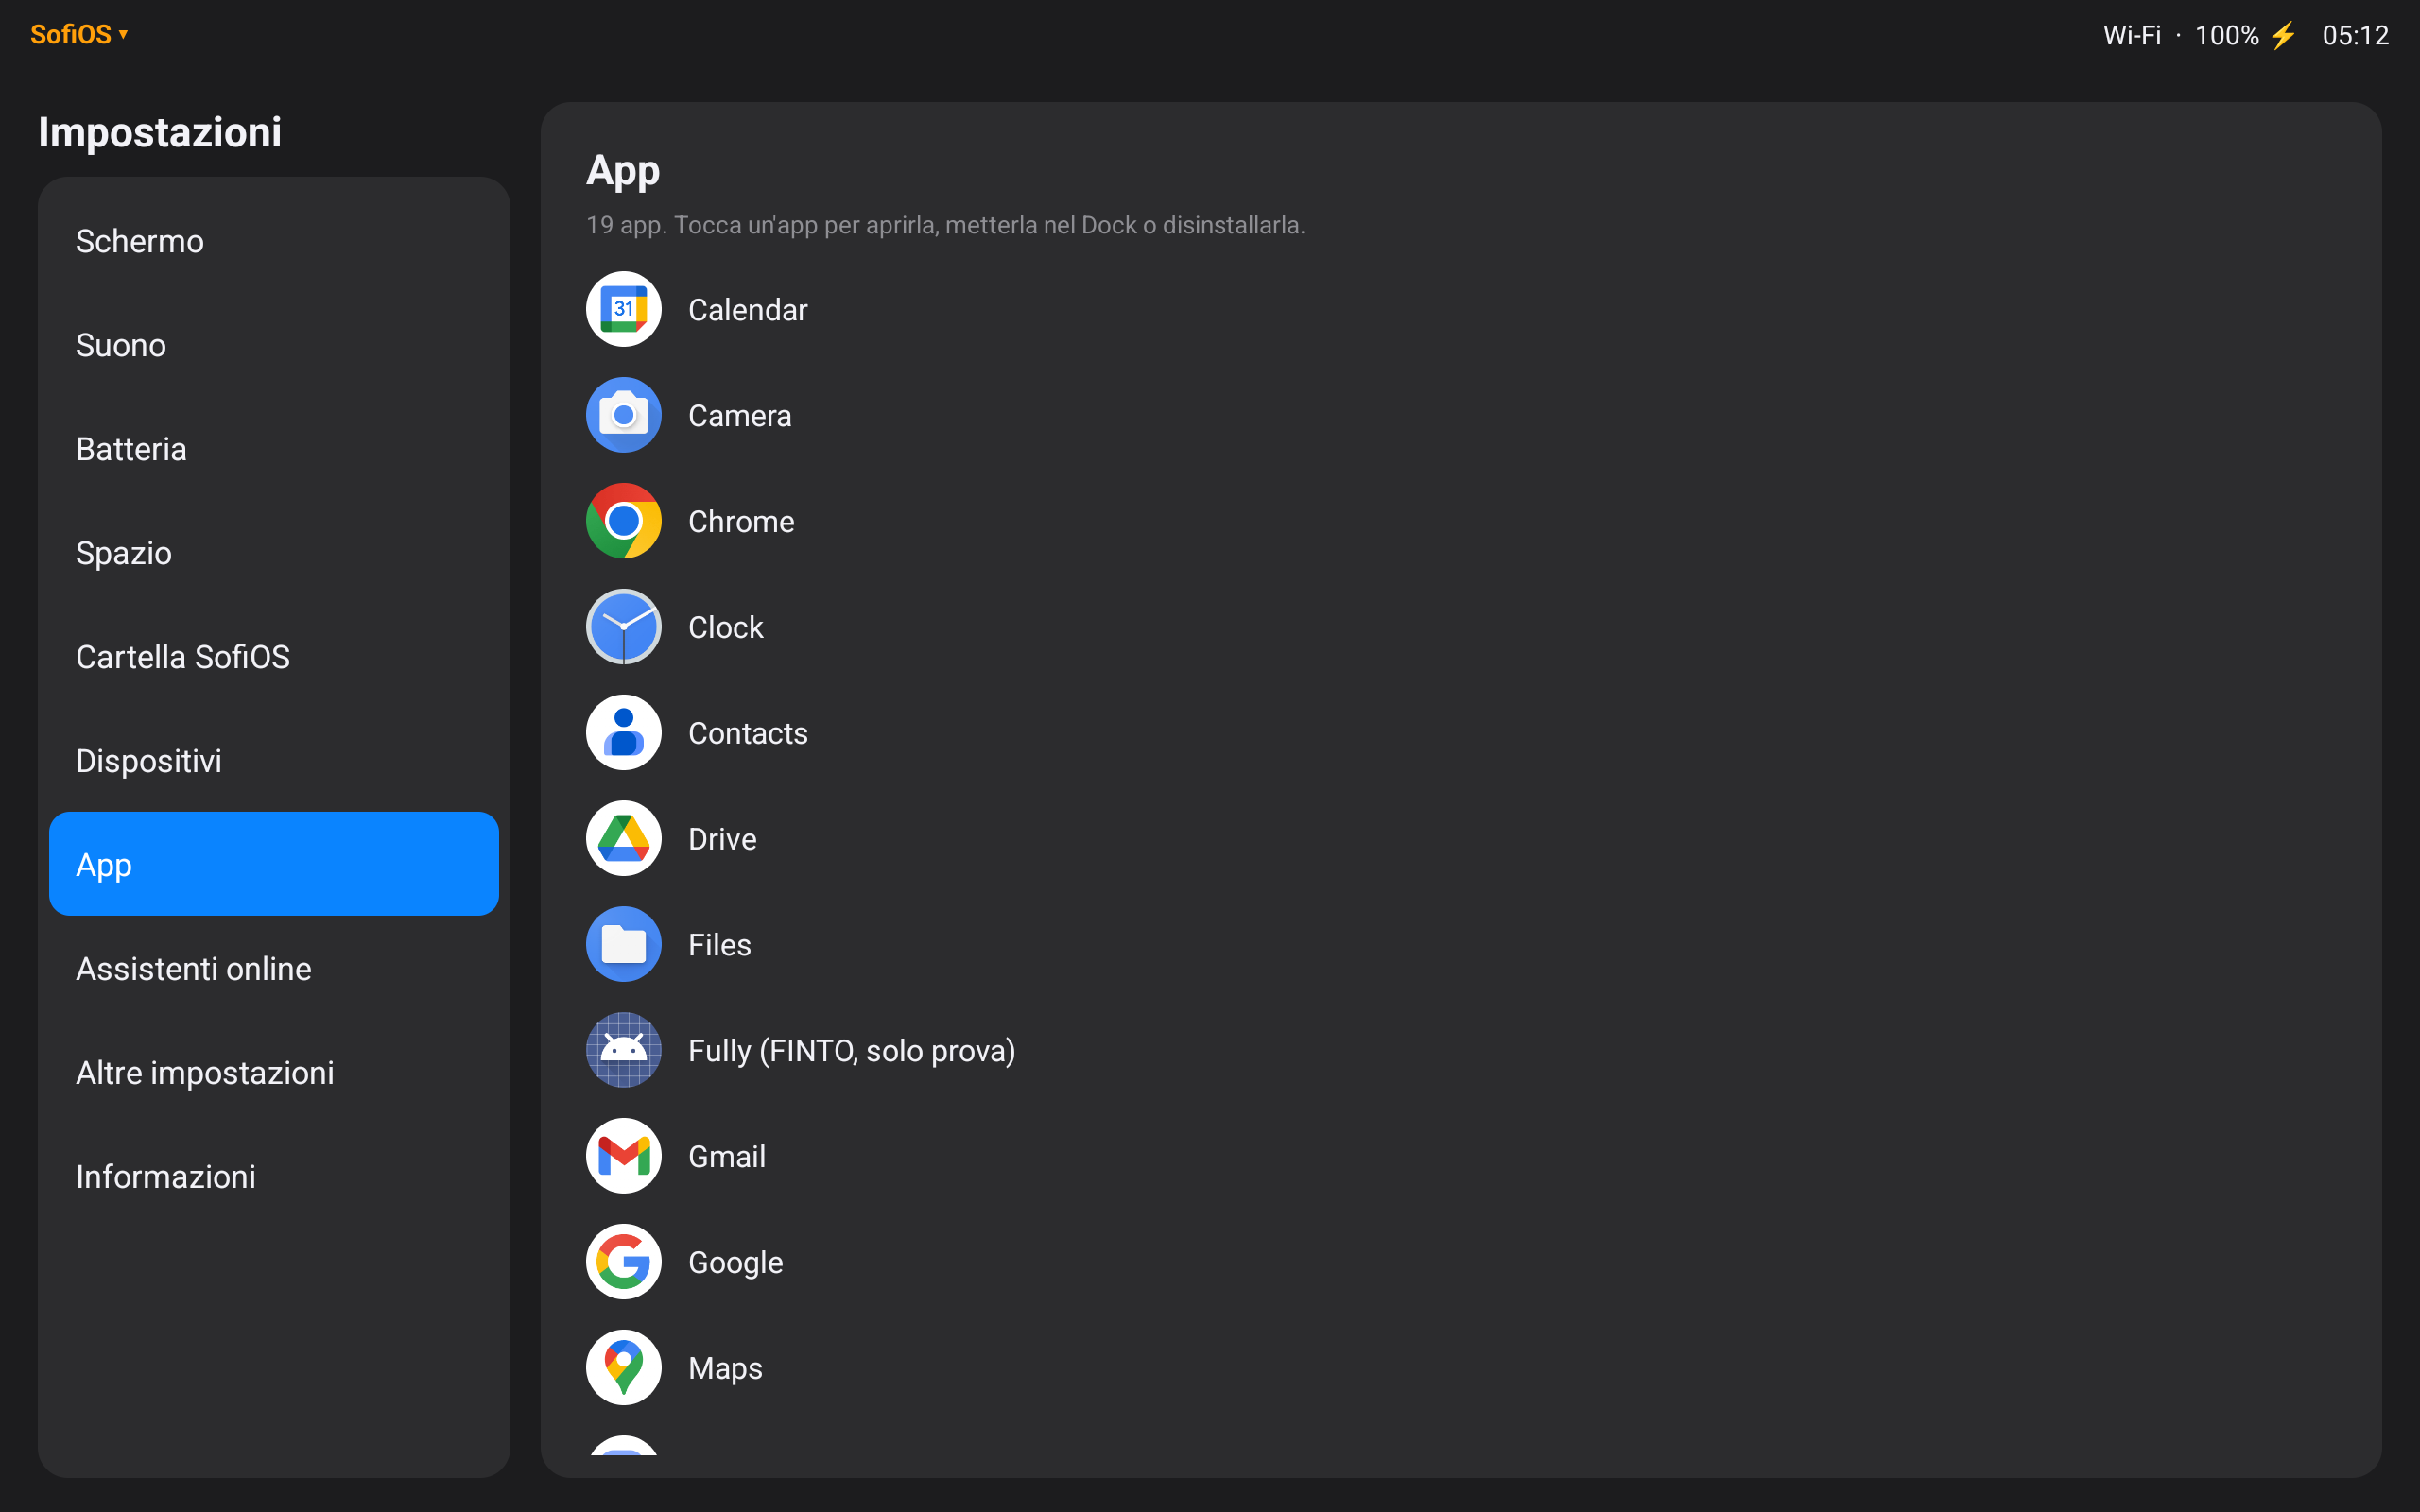 SofiOS ▾
Wi-Fi · 100% ⚡ 05:12
Impostazioni
Schermo
Suono
Batteria
Spazio
Cartella SofiOS
Dispositivi
App
Assistenti online
Altre impostazioni
Informazioni
App
19 app. Tocca un'app per aprirla, metterla nel Dock o disinstallarla.
31
Calendar
Camera
Chrome
Clock
Contacts
Drive
Files
Fully (FINTO, solo prova)
Gmail
Google
Maps